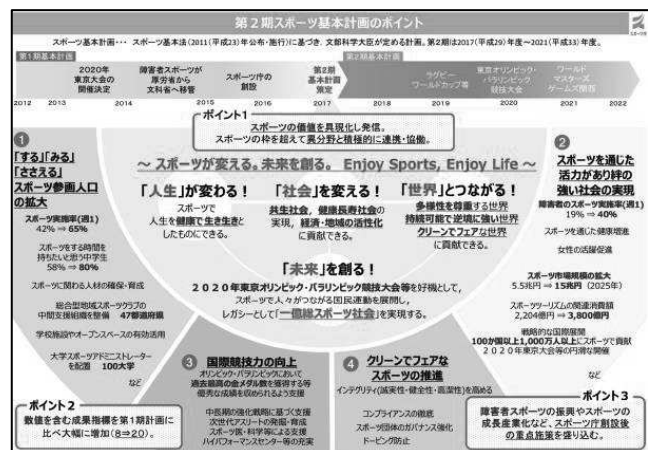 第２期スポーツ基本計画のポイント
スポーツ基本計画・・・ スポーツ基本法(2011(平成23)年公布・施行)に基づき、文部科学大臣が定める計画。第2期は2017(平成29)年度～2021(平成33)年度。
第1期基本計画
第2期基本計画
2020年
東京大会の
開催決定
障害者スポーツが
厚労省から
文科省へ移管
スポーツ庁の
創設
第2期
基本計画
策定
ラグビー
ワールドカップ等
東京オリンピック・
パラリンピック
競技大会
ワールド
マスターズ
ゲームズ関西
2012 2013 2014 2015 2016 2017 2018 2019 2020 2021 2022
ポイント1
スポーツの価値を具現化し発信。
スポーツの枠を超えて異分野と積極的に連携・協働。
～ スポーツが変える。未来を創る。 Enjoy Sports, Enjoy Life ～
「人生」が変わる！
スポーツで
人生を健康で生き生きと
したものにできる。
「社会」を変える！
共生社会，健康長寿社会の
実現，経済・地域の活性化
に貢献できる。
「世界」とつながる！
多様性を尊重する世界
持続可能で逆境に強い世界
クリーンでフェアな世界
に貢献できる。
「未来」を創る！
２０２０年東京オリンピック・パラリンピック競技大会等を好機として，
スポーツで人々がつながる国民運動を展開し，
レガシーとして「一億総スポーツ社会」を実現する。
1
「する」「みる」
「ささえる」
スポーツ参画人口
の拡大
スポーツ実施率(週1)
42% ⇒ 65%
スポーツをする時間を
持ちたいと思う中学生
58% ⇒ 80%
スポーツに関わる人材の確保・育成
総合型地域スポーツクラブの
中間支援組織を整備 47都道府県
学校施設やオープンスペースの有効活用
大学スポーツアドミニストレーター
を配置 100大学
など
2
スポーツを通じた
活力があり絆の
強い社会の実現
障害者のスポーツ実施率(週1)
19% ⇒ 40%
スポーツを通じた健康増進
女性の活躍促進
スポーツ市場規模の拡大
5.5兆円 ⇒ 15兆円（2025年）
スポーツツーリズムの関連消費額
2,204億円 ⇒ 3,800億円
戦略的な国際展開
100か国以上1,000万人以上にスポーツで貢献
２０２０年東京大会等の円滑な開催
など
3
国際競技力の向上
オリンピック・パラリンピックにおいて
過去最高の金メダル数を獲得する等
優秀な成績を収められるよう支援
中長期の強化戦略に基づく支援
次世代アスリートの発掘・育成
スポーツ医・科学等による支援
ハイパフォーマンスセンター等の充実
4
クリーンでフェアな
スポーツの推進
インテグリティ(誠実性・健全性・高潔性)を高める
コンプライアンスの徹底
スポーツ団体のガバナンス強化
ドーピング防止
ポイント2
数値を含む成果指標を第１期計画に
比べ大幅に増加(8⇒20)。
ポイント3
障害者スポーツの振興やスポーツの
成長産業化など、スポーツ庁創設後
の重点施策を盛り込む。